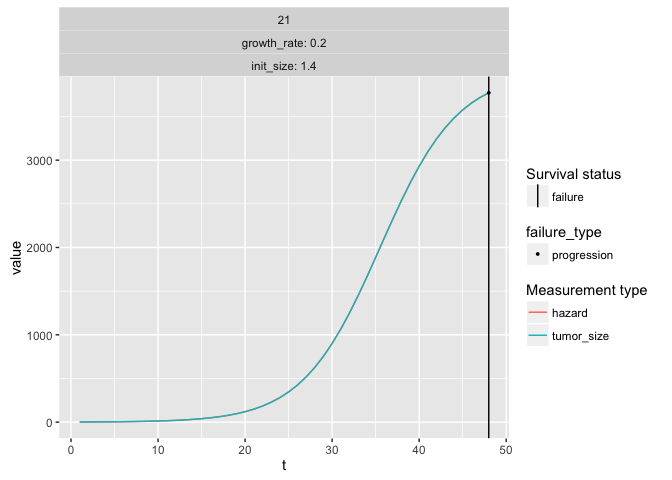 21
growth_rate: 0.2
init_size: 1.4
3000
2000
1000
0
value
0 10 20 30 40 50
t
Survival status
failure
failure_type
progression
Measurement type
hazard
tumor_size